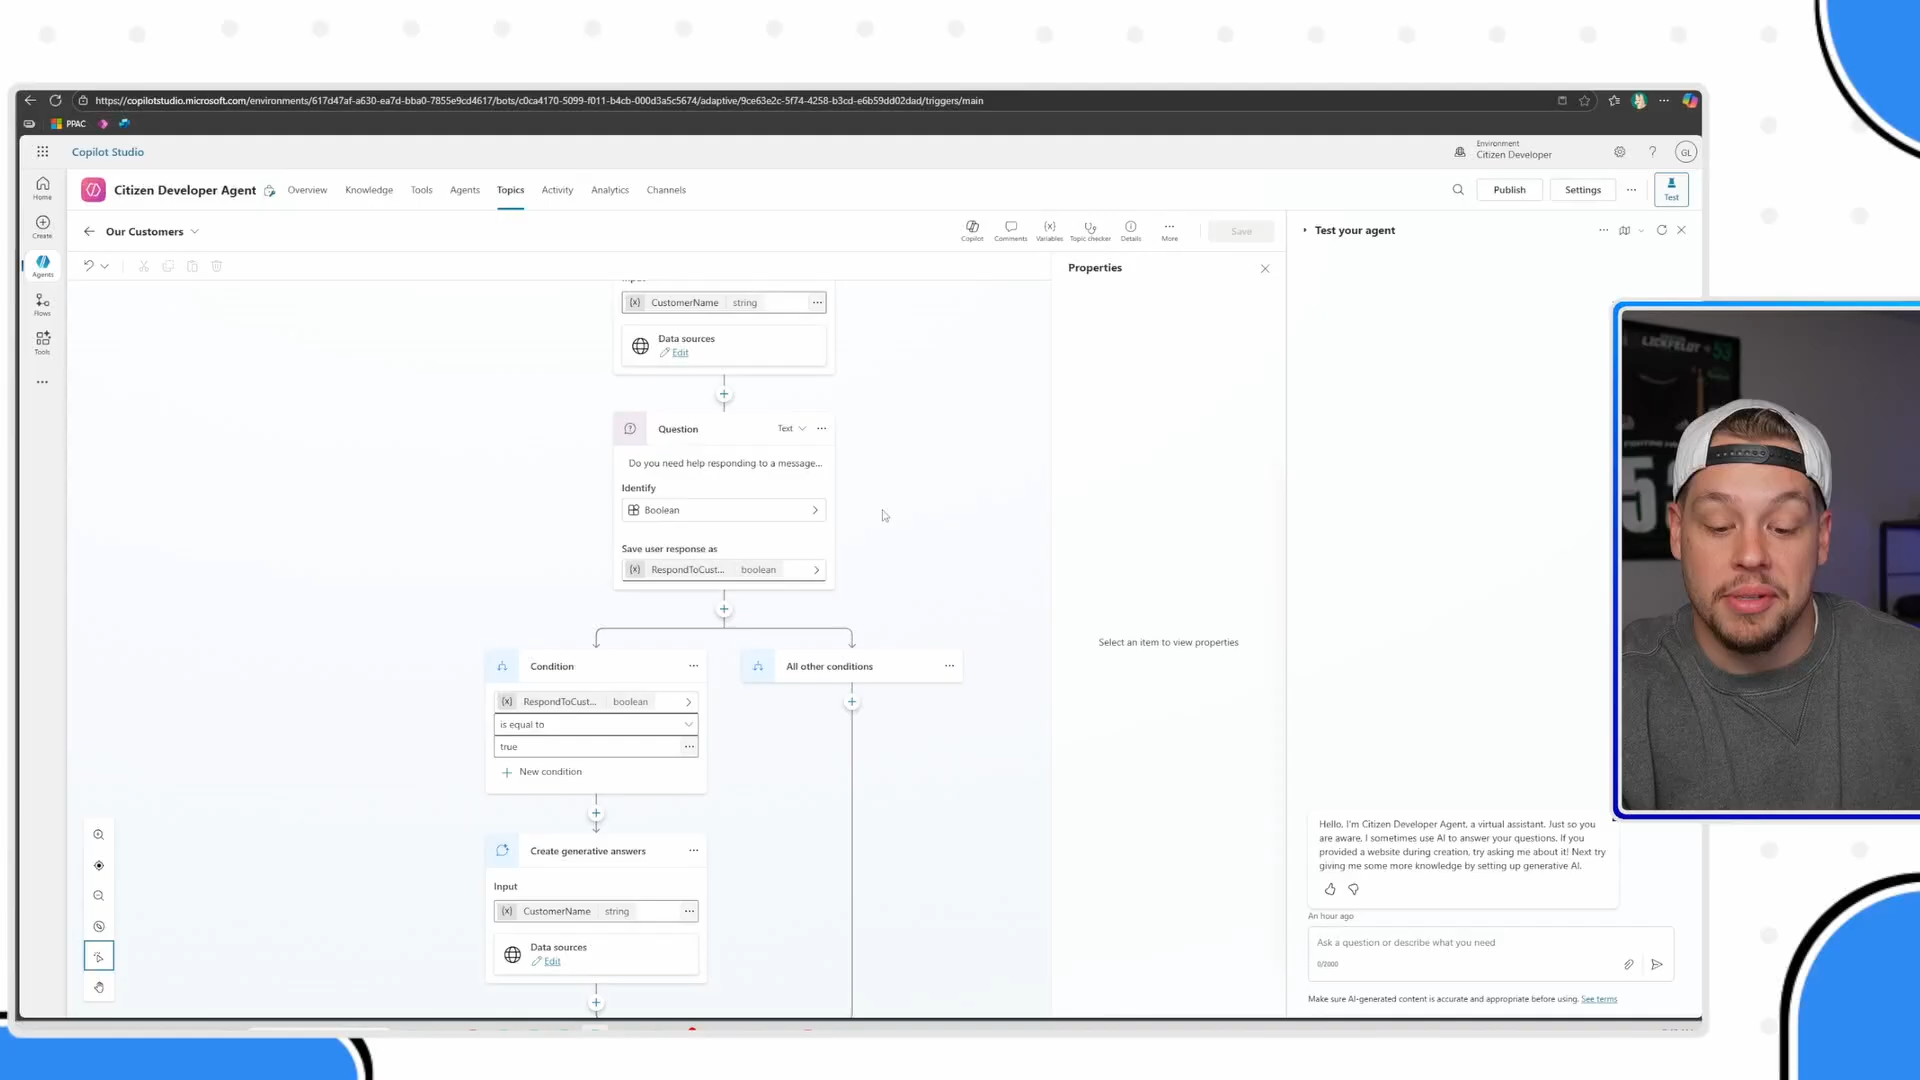 https://copilotstudio.microsoft.com/environments/617d47af-a630-ea7d-bba0-7855e9cd4617/bots/c0ca4170-5099-f011-b4cb-000d3a5c5674/adaptive/9ce63e2c-5f74-4258-b3cd-e6b59dd02dad/triggers/main
PPAC
Copilot Studio
Environment
Citizen Developer
GL
Citizen Developer Agent
Overview
Knowledge
Tools
Agents
Topics
Activity
Analytics
Channels
Publish
Settings
Test
Home
Create
Agents
Flows
Tools
Our Customers
Copilot
Comments
Variables
Topic checker
Details
More
Save
Test your agent
Properties
Select an item to view properties
{x} CustomerName string
Data sources
Edit
Question
Text
Do you need help responding to a message...
Identify
Boolean
Save user response as
{x} RespondToCust... boolean
Condition
All other conditions
{x} RespondToCust... boolean
is equal to
true
New condition
Create generative answers
Input
{x} CustomerName string
Data sources
Edit
Hello, I'm Citizen Developer Agent, a virtual assistant. Just so you
are aware, I sometimes use AI to answer your questions. If you
provided a website during creation, try asking me about it! Next try
giving me some more knowledge by setting up generative AI.
An hour ago
Ask a question or describe what you need
0/2000
Make sure AI-generated content is accurate and appropriate before using. See terms
LICKFELDT
53